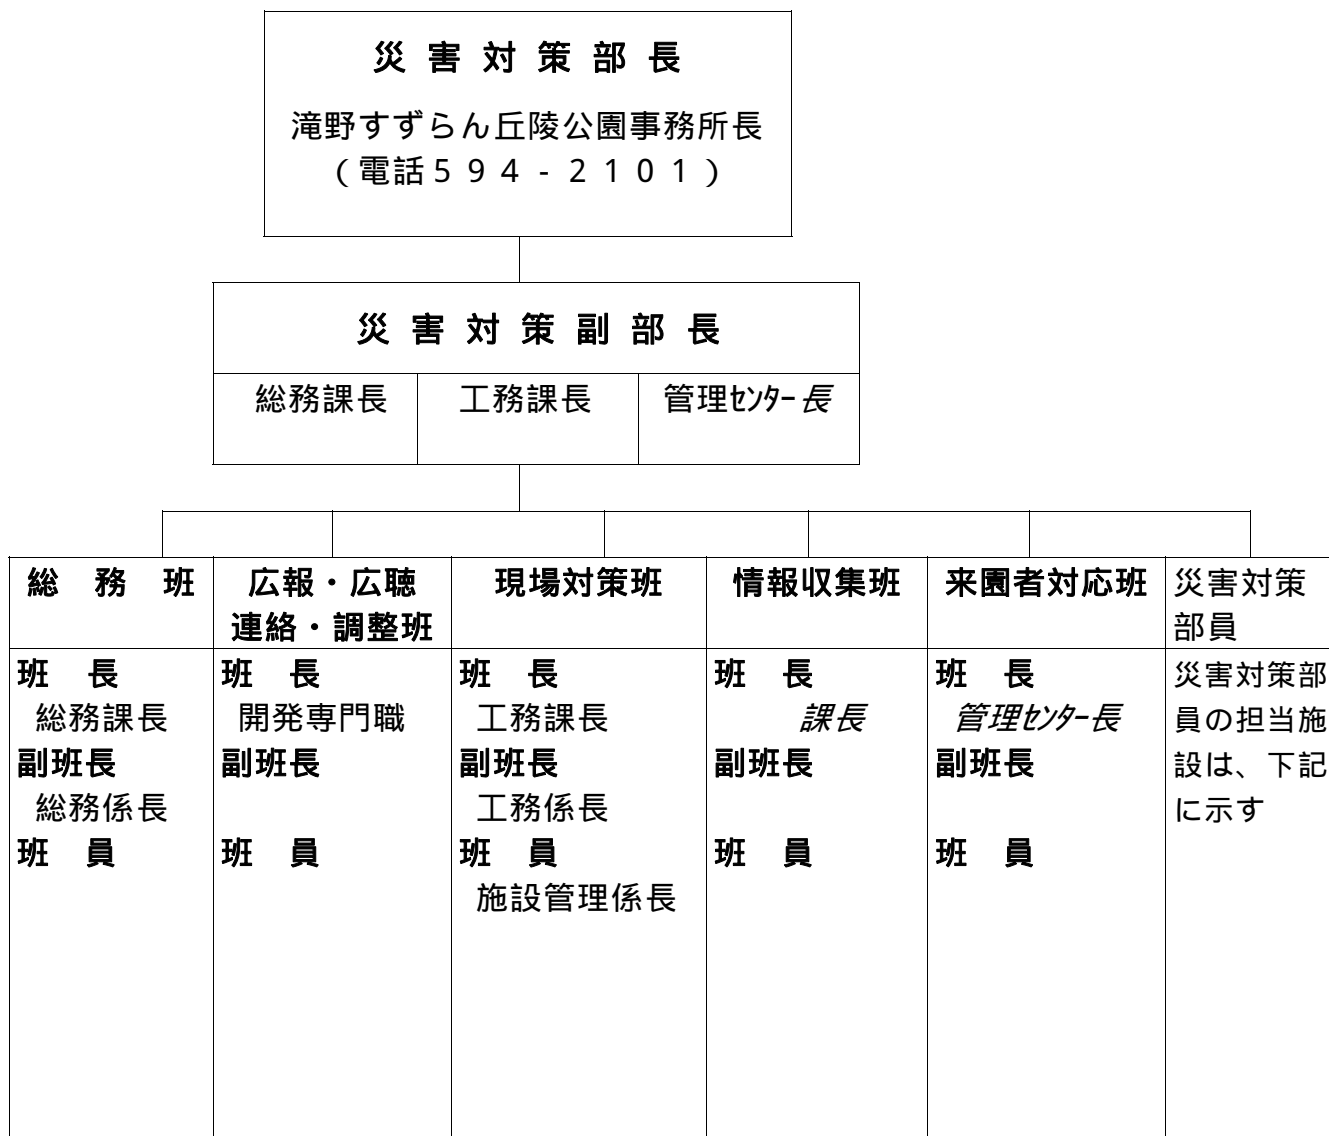 災 害 対 策 部 長
滝野すずらん丘陵公園事務所長
（電話５９４-２１０１）
災 害 対 策 副 部 長
総務課長
工務課長
管理ｾﾝﾀｰ長
総 務 班
班 長
総務課長
副班長
総務係長
班 員
広報・広聴
連絡・調整班
班 長
開発専門職
副班長
班 員
現場対策班
班 長
工務課長
副班長
工務係長
班 員
施設管理係長
情報収集班
班 長
課長
副班長
班 員
来園者対応班
班 長
管理ｾﾝﾀｰ長
副班長
班 員
災害対策
部員
災害対策部
員の担当施
設は、下記
に示す